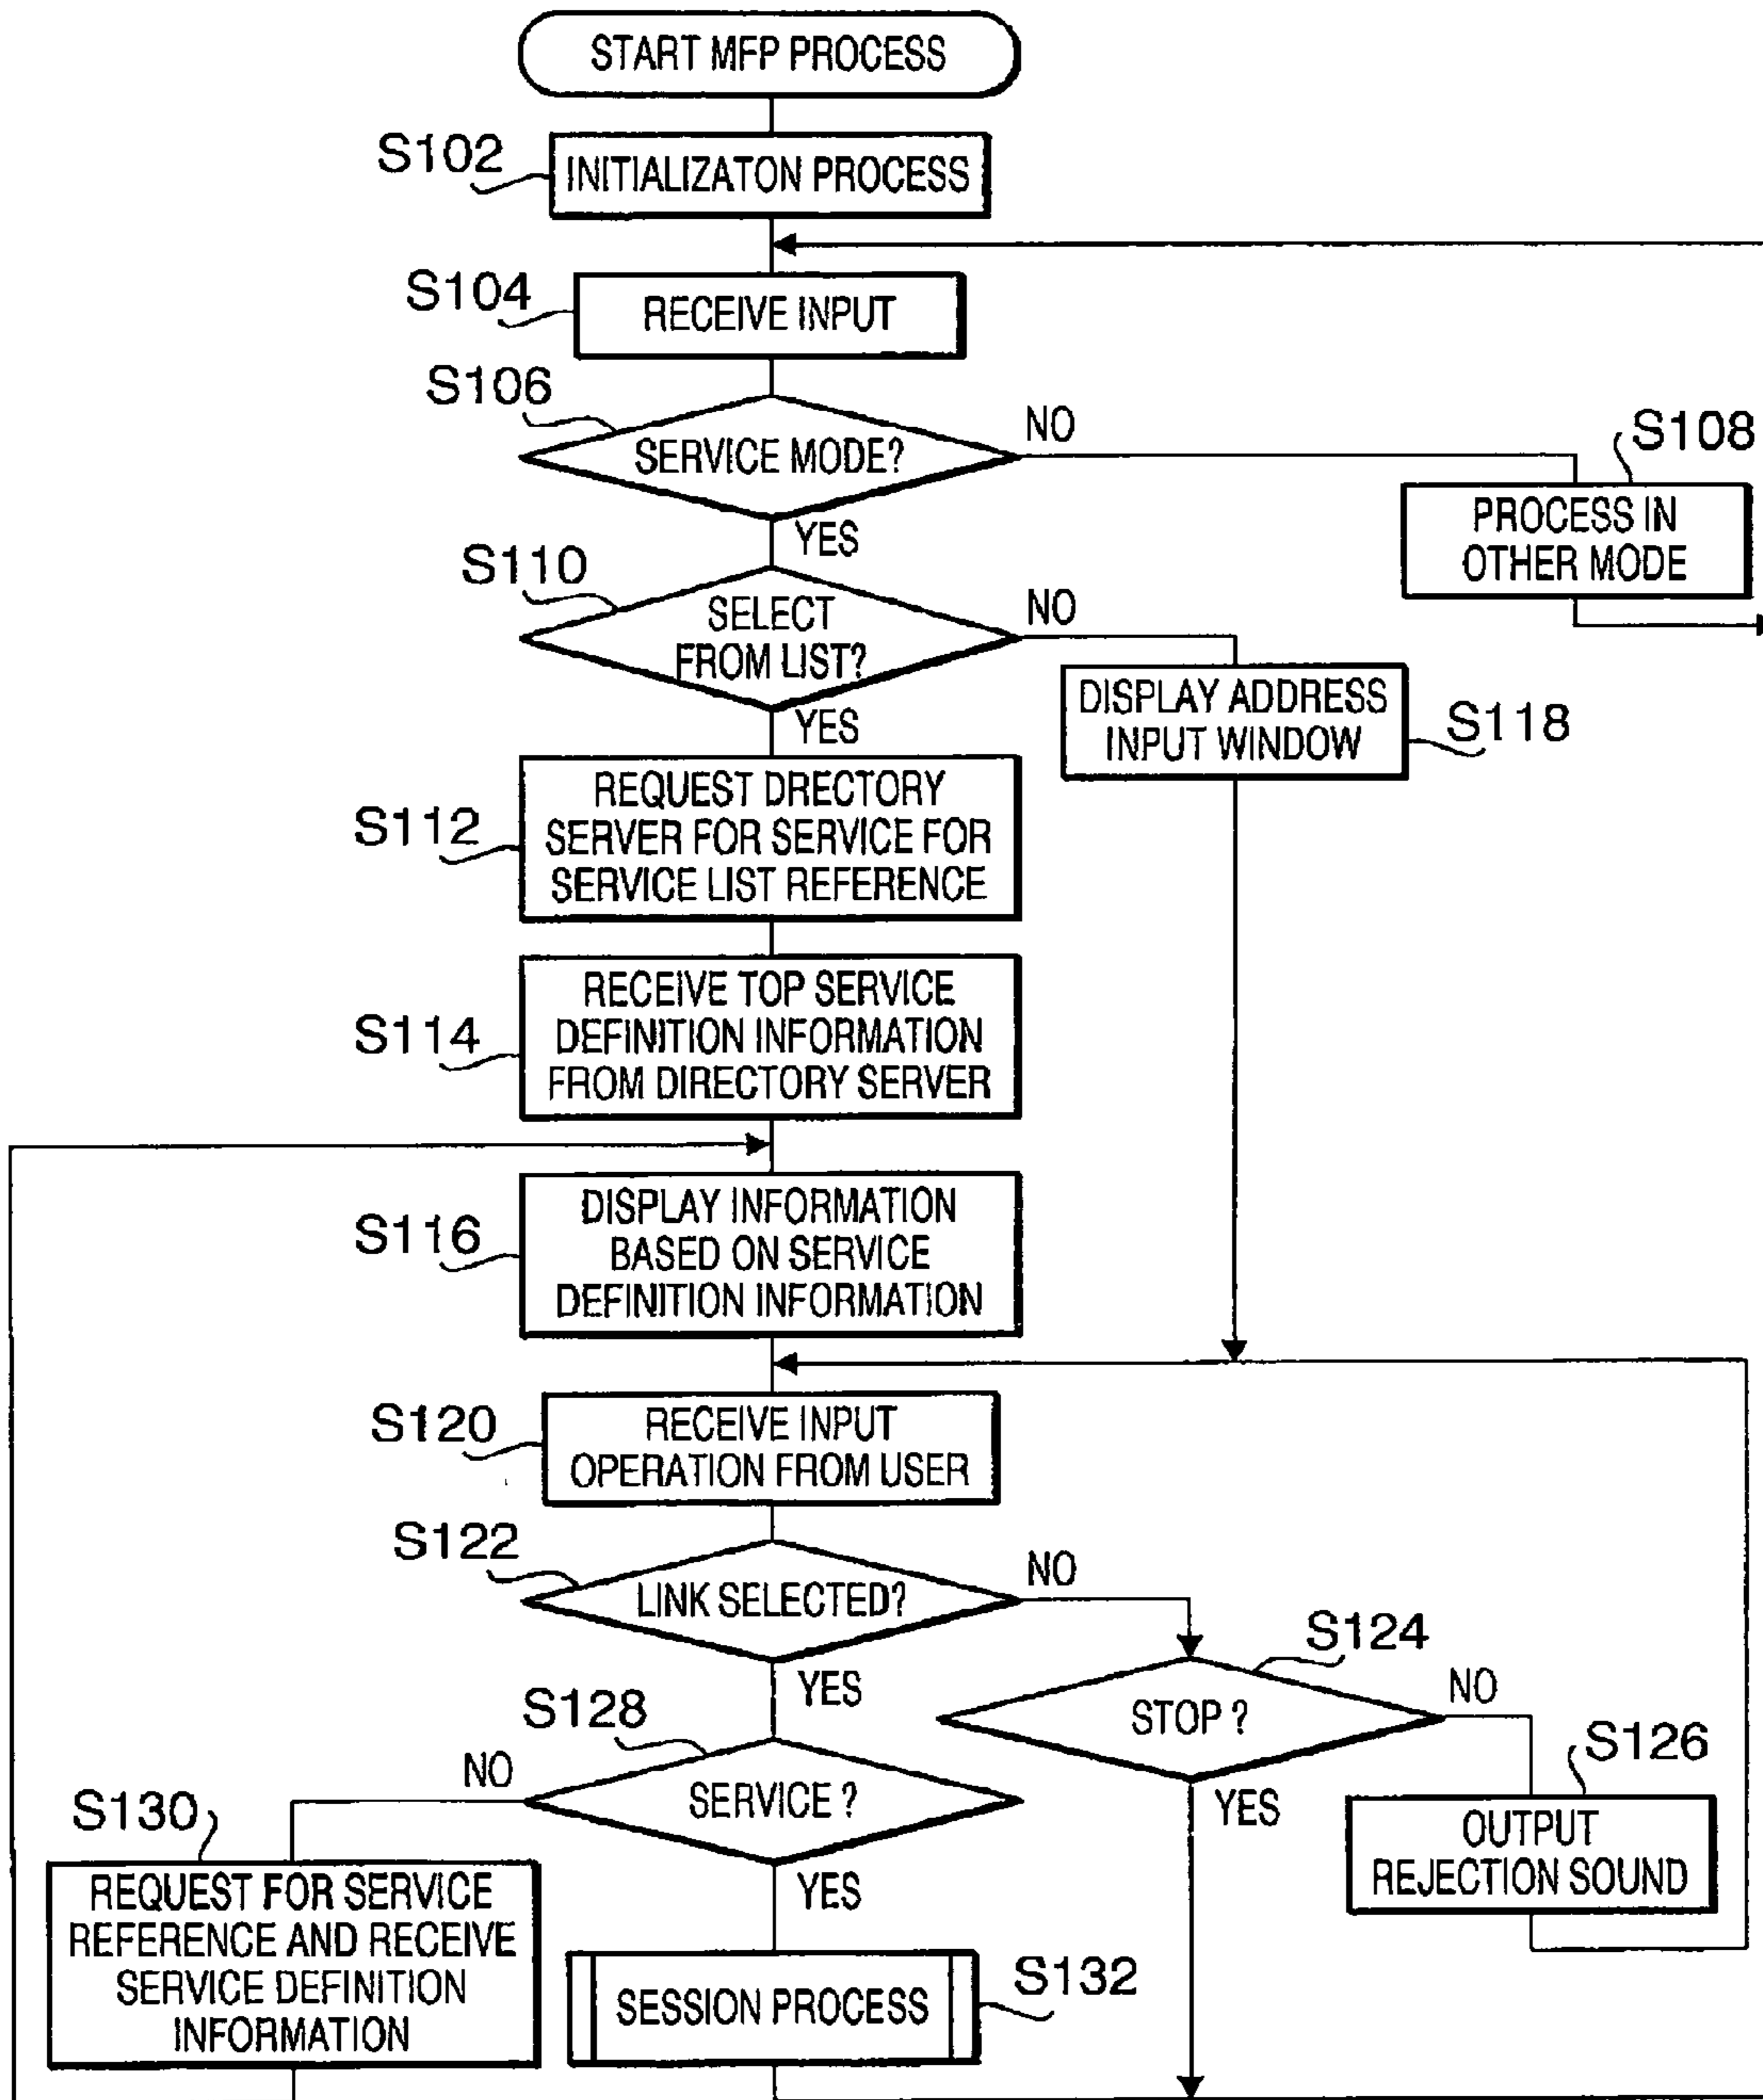 START MFP PROCESS
S102
INITIALIZATON PROCESS
S104
RECEIVE INPUT
S106
SERVICE MODE?
NO
S108
PROCESS IN
OTHER MODE
YES
S110
SELECT
FROM LIST?
NO
DISPLAY ADDRESS
INPUT WINDOW
S118
YES
S112
REQUEST DRECTORY
SERVER FOR SERVICE FOR
SERVICE LIST REFERENCE
S114
RECEIVE TOP SERVICE
DEFINITION INFORMATION
FROM DIRECTORY SERVER
S116
DISPLAY INFORMATION
BASED ON SERVICE
DEFINITION INFORMATION
S120
RECEIVE INPUT
OPERATION FROM USER
S122
LINK SELECTED?
NO
S124
STOP ?
NO
S126
OUTPUT
REJECTION SOUND
YES
YES
S128
SERVICE ?
NO
S130
REQUEST FOR SERVICE
REFERENCE AND RECEIVE
SERVICE DEFINITION
INFORMATION
YES
SESSION PROCESS
S132